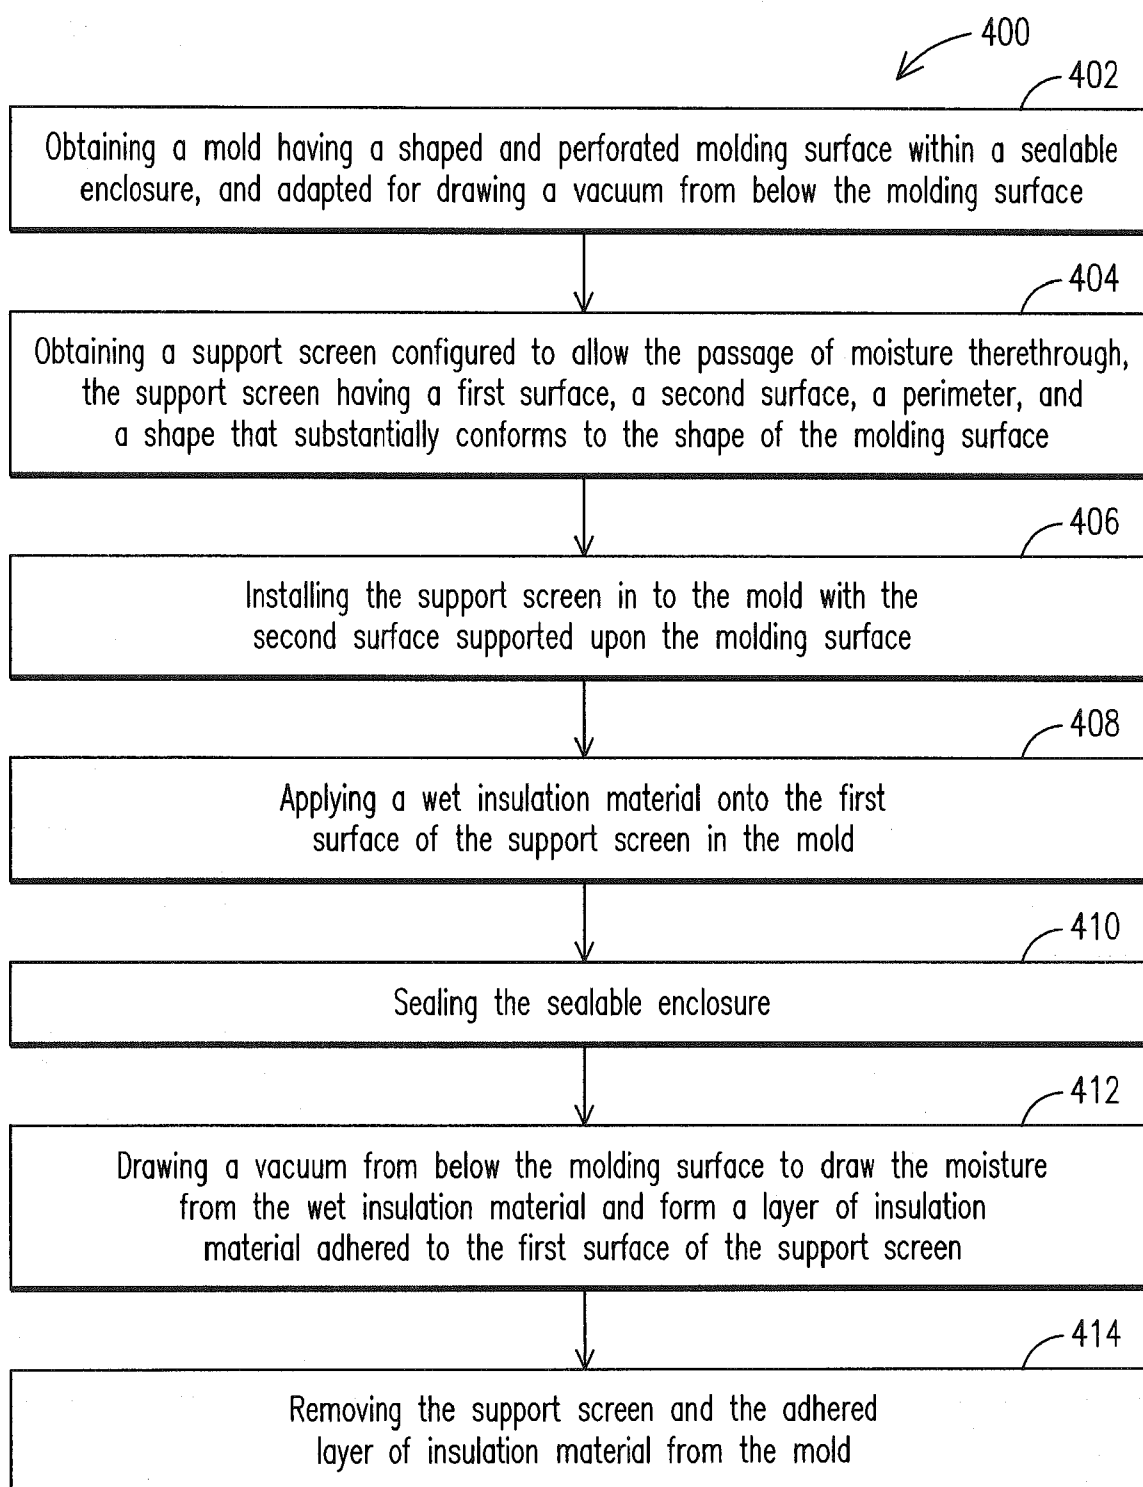 400
402
Obtaining a mold having a shaped and perforated molding surface within a sealable
enclosure, and adapted for drawing a vacuum from below the molding surface
404
Obtaining a support screen configured to allow the passage of moisture therethrough,
the support screen having a first surface, a second surface, a perimeter, and
a shape that substantially conforms to the shape of the molding surface
406
Installing the support screen in to the mold with the
second surface supported upon the molding surface
408
Applying a wet insulation material onto the first
surface of the support screen in the mold
410
Sealing the sealable enclosure
412
Drawing a vacuum from below the molding surface to draw the moisture
from the wet insulation material and form a layer of insulation
material adhered to the first surface of the support screen
414
Removing the support screen and the adhered
layer of insulation material from the mold